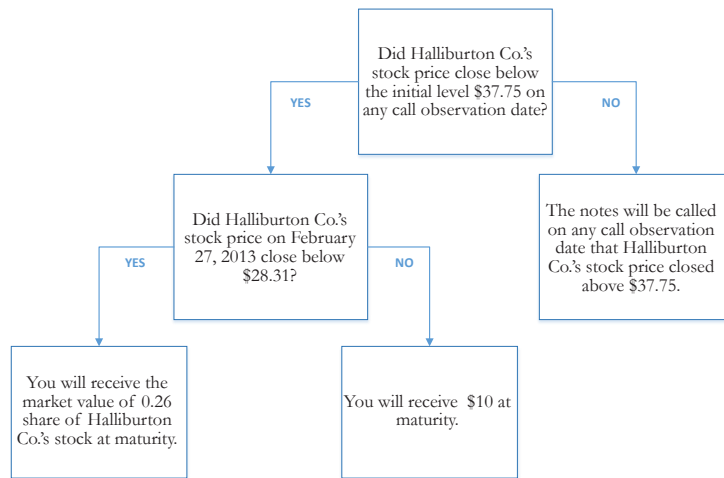 Did Halliburton Co.'s
stock price close below
the initial level $37.75 on
any call observation date?
YES
NO
Did Halliburton Co.'s
stock price on February
27, 2013 close below
$28.31?
The notes will be called
on any call observation
date that Halliburton
Co.'s stock price closed
above $37.75.
YES
NO
You will receive the
market value of 0.26
share of Halliburton
Co.'s stock at maturity.
You will receive $10 at
maturity.